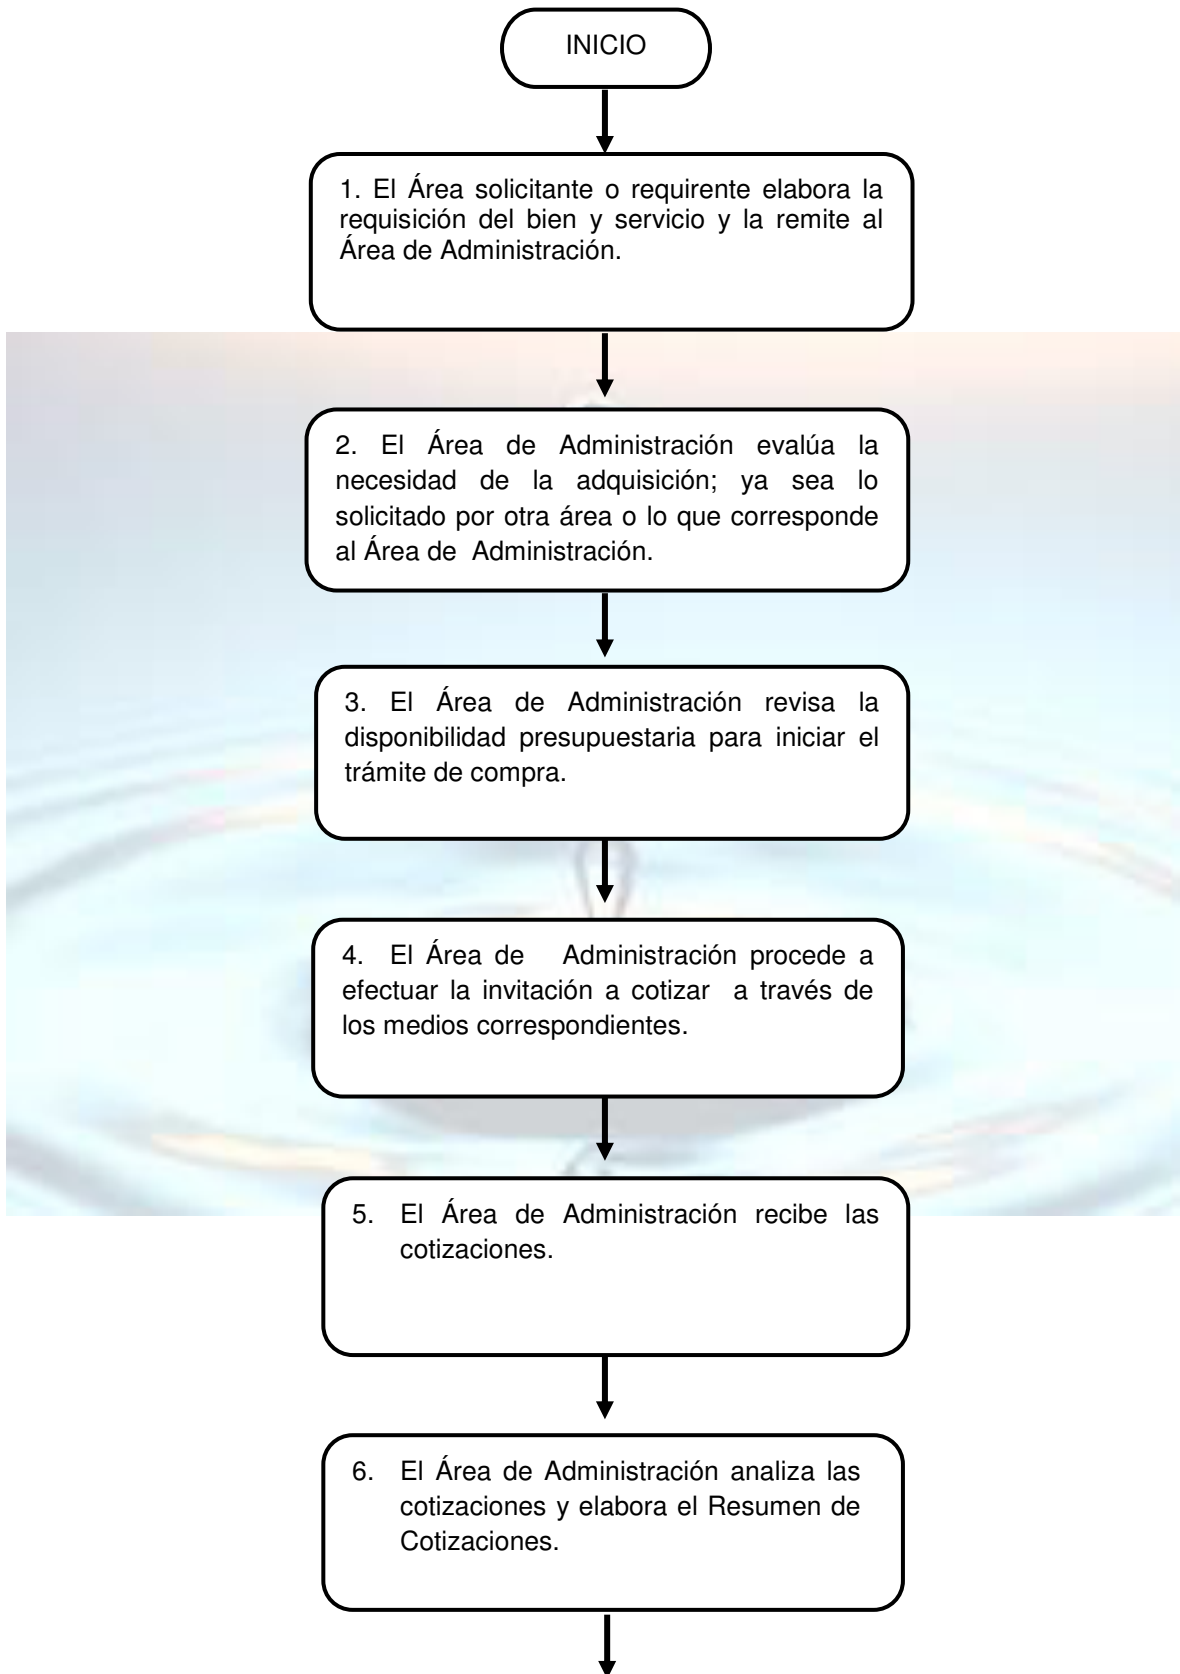 INICIO
1. El Área solicitante o requirente elabora la
requisición del bien y servicio y la remite al
Área de Administración.
2. El Área de Administración evalúa la
necesidad de la adquisición; ya sea lo
solicitado por otra área o lo que corresponde
al Área de Administración.
3. El Área de Administración revisa la
disponibilidad presupuestaria para iniciar el
trámite de compra.
4. El Área de Administración procede a
efectuar la invitación a cotizar a través de
los medios correspondientes.
5. El Área de Administración recibe las
cotizaciones.
6. El Área de Administración analiza las
cotizaciones y elabora el Resumen de
Cotizaciones.